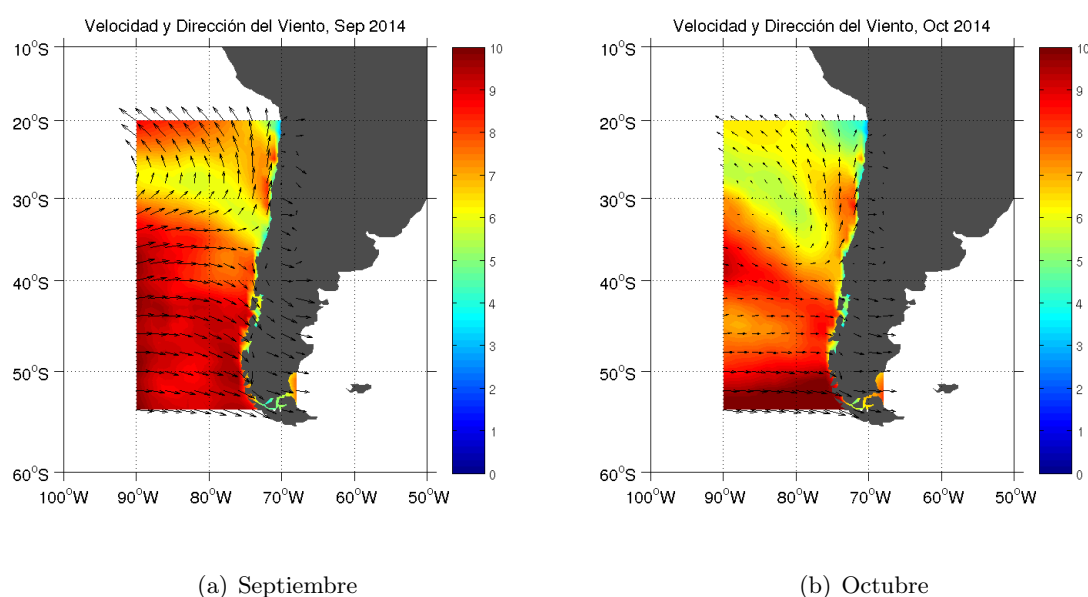 Velocidad y Dirección del Viento, Sep 2014
10°S
20°S
30°S
40°S
50°S
60°S
100°W
90°W
80°W
70°W
60°W
50°W
10
9
8
7
6
5
4
3
2
1
0
(a) Septiembre
Velocidad y Dirección del Viento, Oct 2014
10°S
20°S
30°S
40°S
50°S
60°S
100°W
90°W
80°W
70°W
60°W
50°W
10
9
8
7
6
5
4
3
2
1
0
(b) Octubre